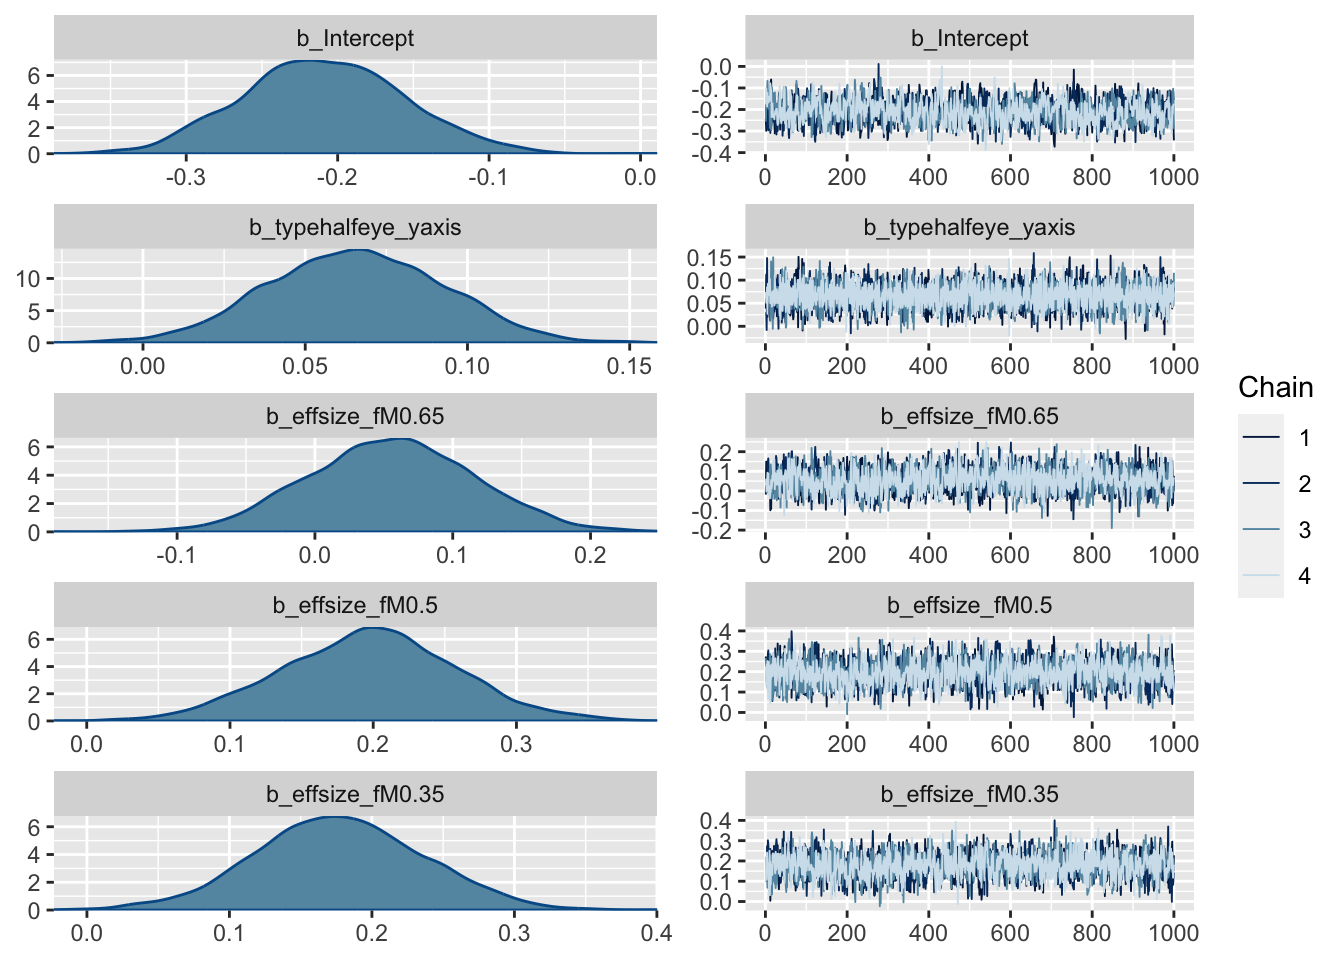 b_Intercept
6
4
2
0
-0.3 -0.2 -0.1 0.0
b_Intercept
0.0
-0.1
-0.2
-0.3
-0.4
0 200 400 600 800 1000
b_typehalfeye_yaxis
10
5
0
0.00 0.05 0.10 0.15
b_typehalfeye_yaxis
0.15
0.10
0.05
0.00
0 200 400 600 800 1000
b_effsize_fM0.65
6
4
2
0
-0.1 0.0 0.1 0.2
b_effsize_fM0.65
0.2
0.1
0.0
-0.1
-0.2
0 200 400 600 800 1000
b_effsize_fM0.5
6
4
2
0
0.0 0.1 0.2 0.3
b_effsize_fM0.5
0.4
0.3
0.2
0.1
0.0
0 200 400 600 800 1000
b_effsize_fM0.35
6
4
2
0
0.0 0.1 0.2 0.3 0.4
b_effsize_fM0.35
0.4
0.3
0.2
0.1
0.0
0 200 400 600 800 1000
Chain
1
2
3
4